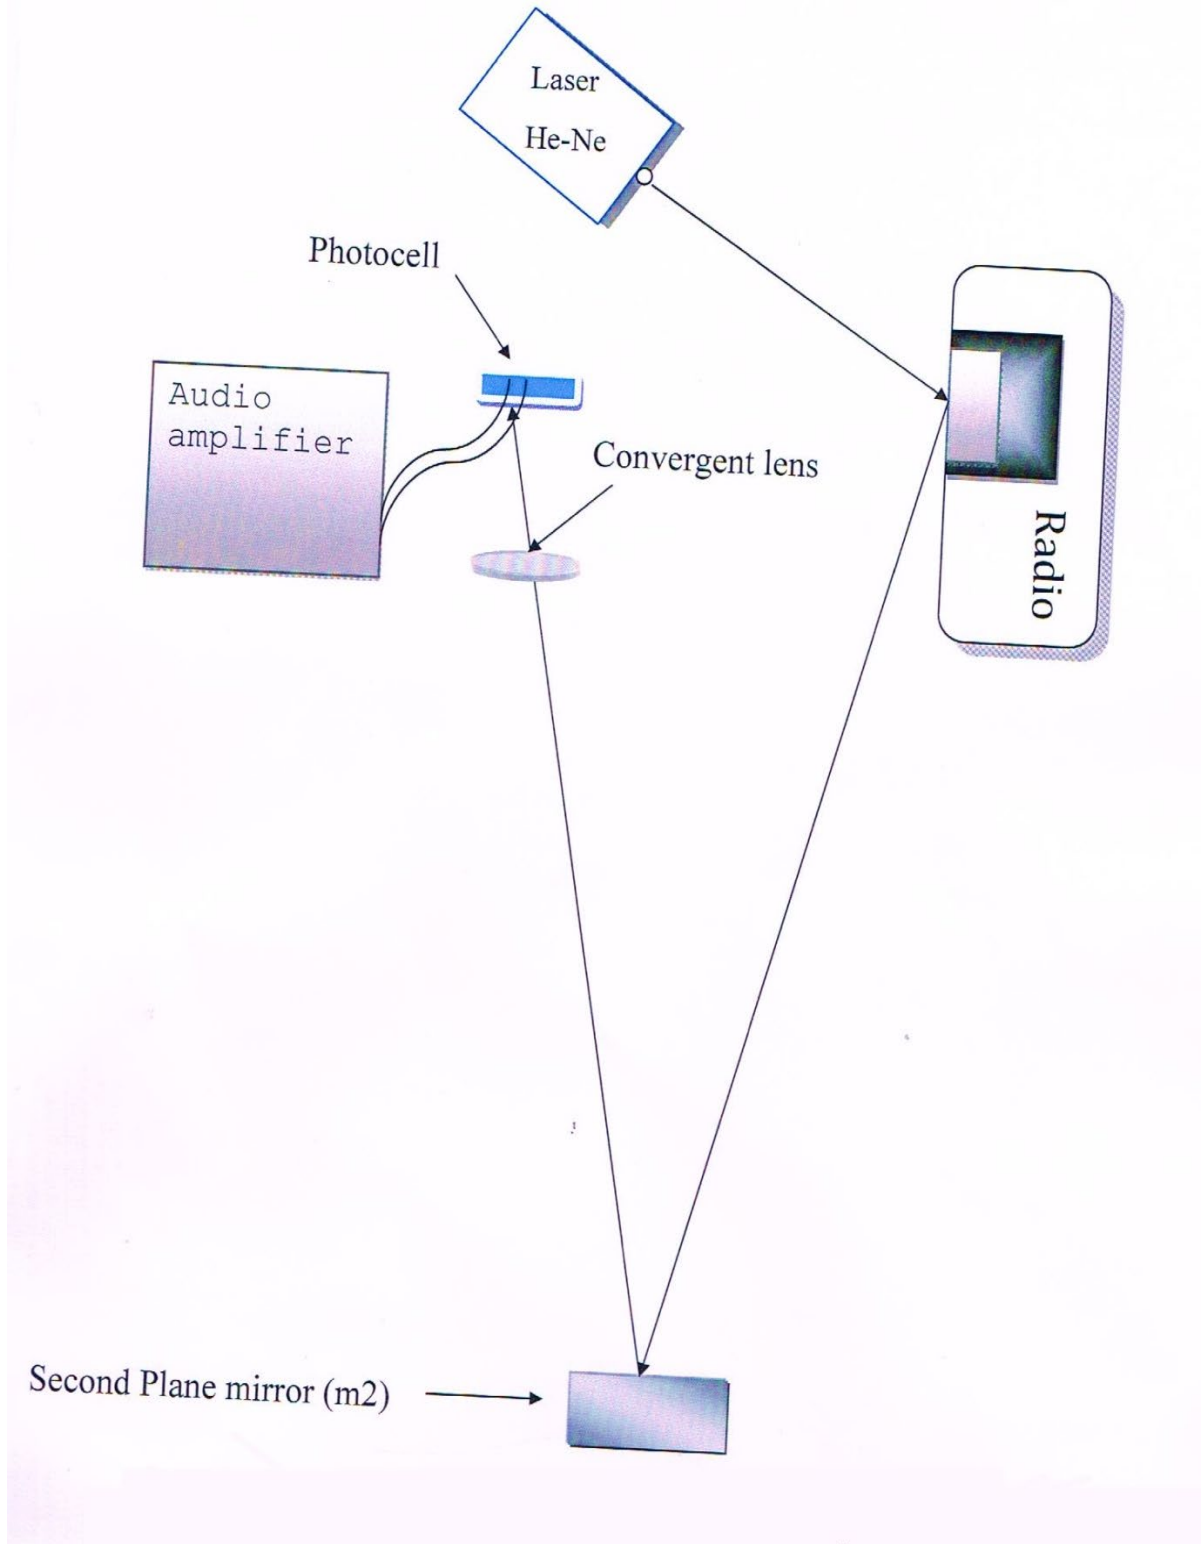 Laser
He-Ne
Photocell
Audio
amplifier
Convergent lens
Radio
Second Plane mirror (m2)